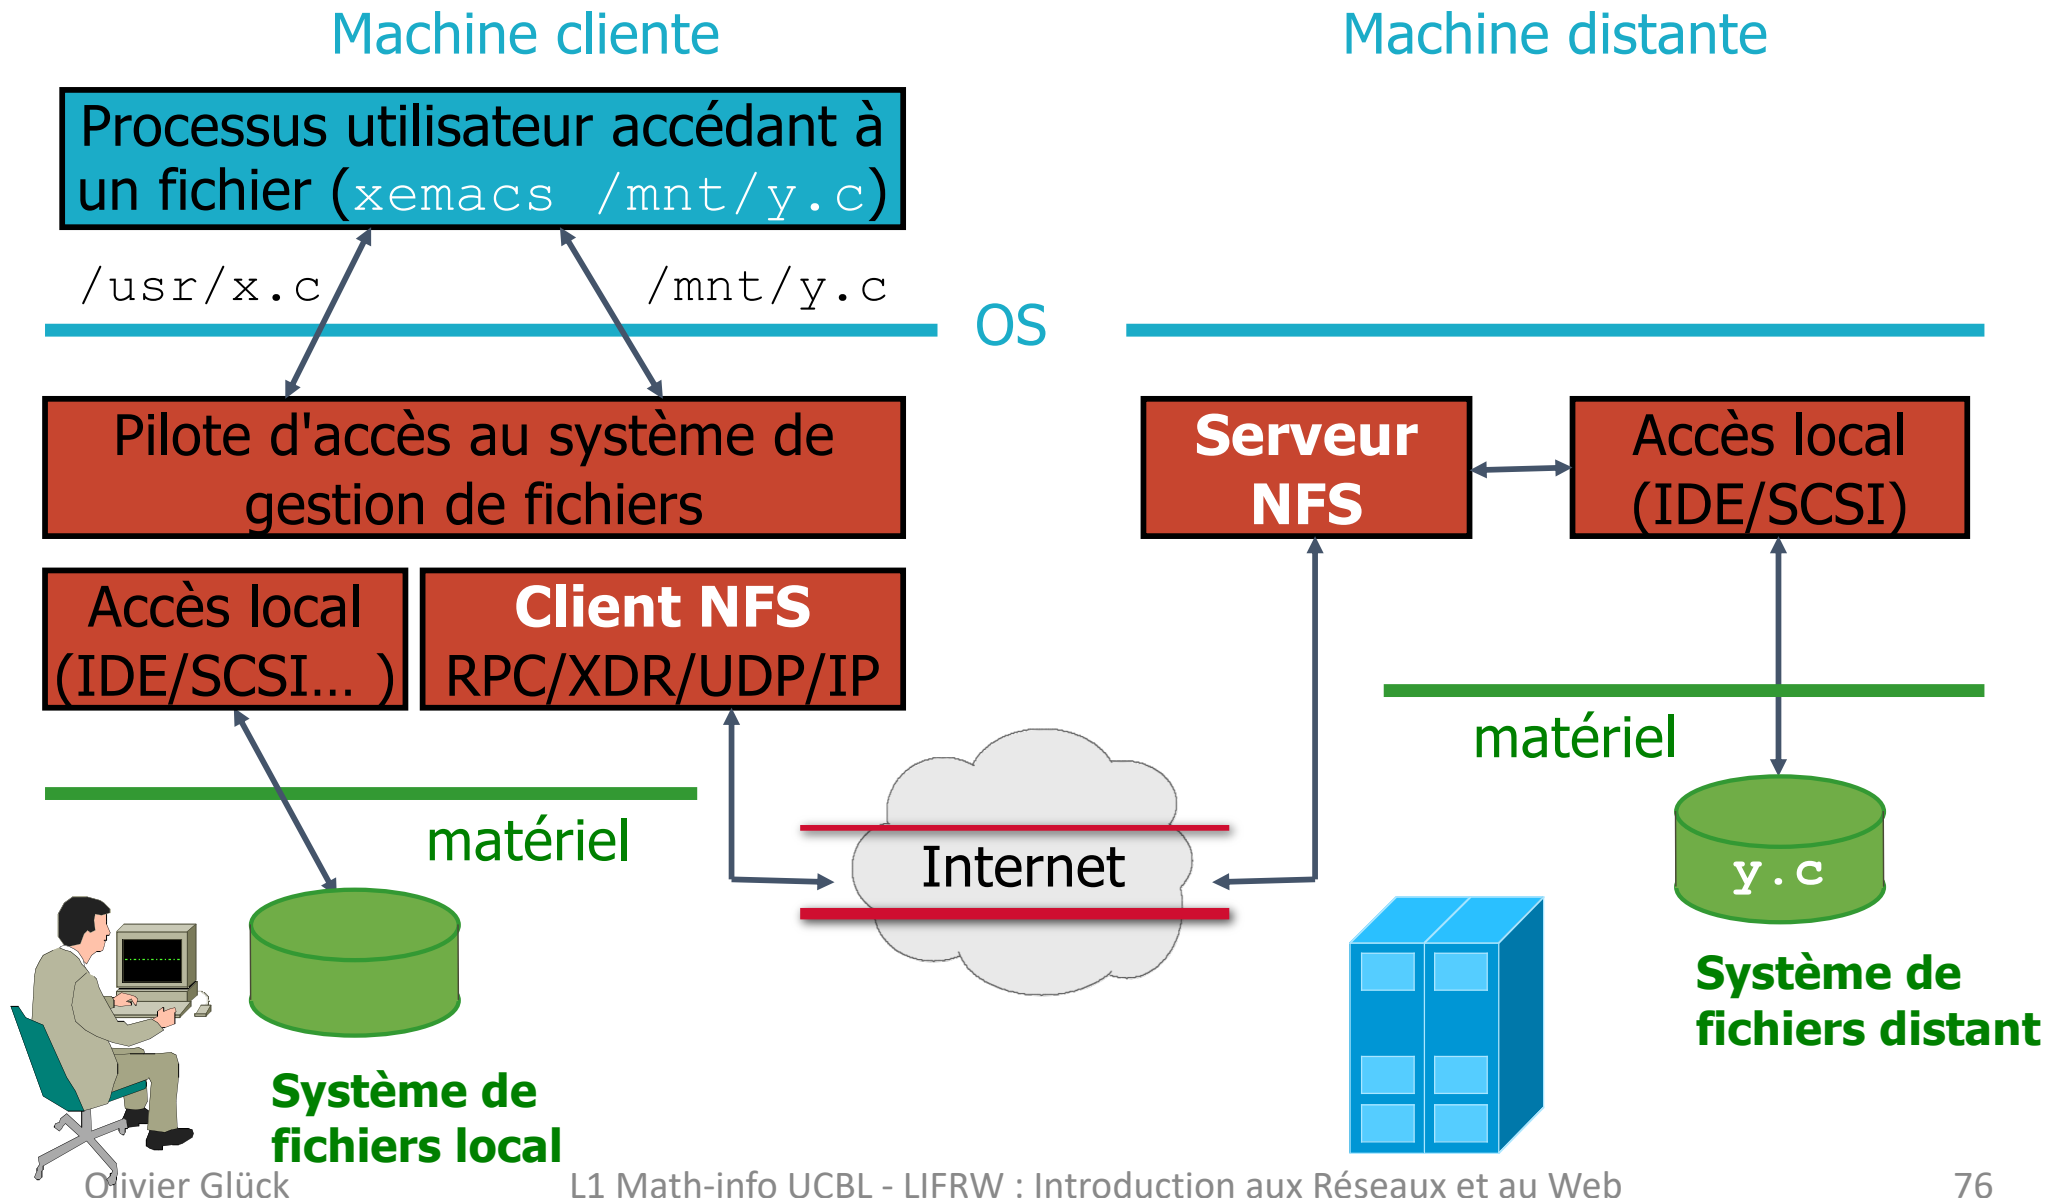 Machine cliente
Machine distante
Processus utilisateur accédant à
un fichier (xemacs /mnt/y.c)
/usr/x.c
/mnt/y.c
OS
Pilote d'accès au système de
gestion de fichiers
Serveur
NFS
Accès local
(IDE/SCSI)
Accès local
(IDE/SCSI... )
Client NFS
RPC/XDR/UDP/IP
matériel
matériel
Internet
y.c
Système de
fichiers distant
Système de
fichiers local
Olivier Glück
L1 Math-info UCBL - LIFRW : Introduction aux Réseaux et au Web
76